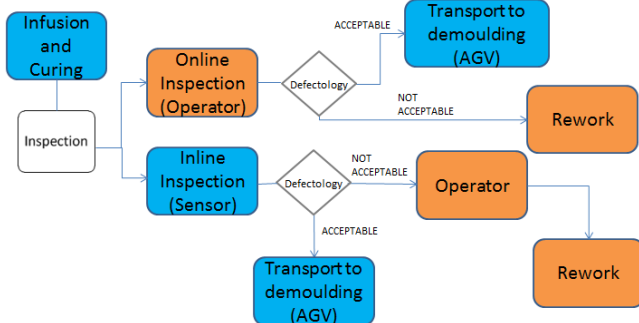 Infusion
and
Curing
Inspection
Online
Inspection
(Operator)
Defectology
ACCEPTABLE
Transport to
demoulding
(AGV)
NOT
ACCEPTABLE
Rework
Inline
Inspection
(Sensor)
Defectology
NOT
ACCEPTABLE
Operator
Rework
ACCEPTABLE
Transport to
demoulding
(AGV)